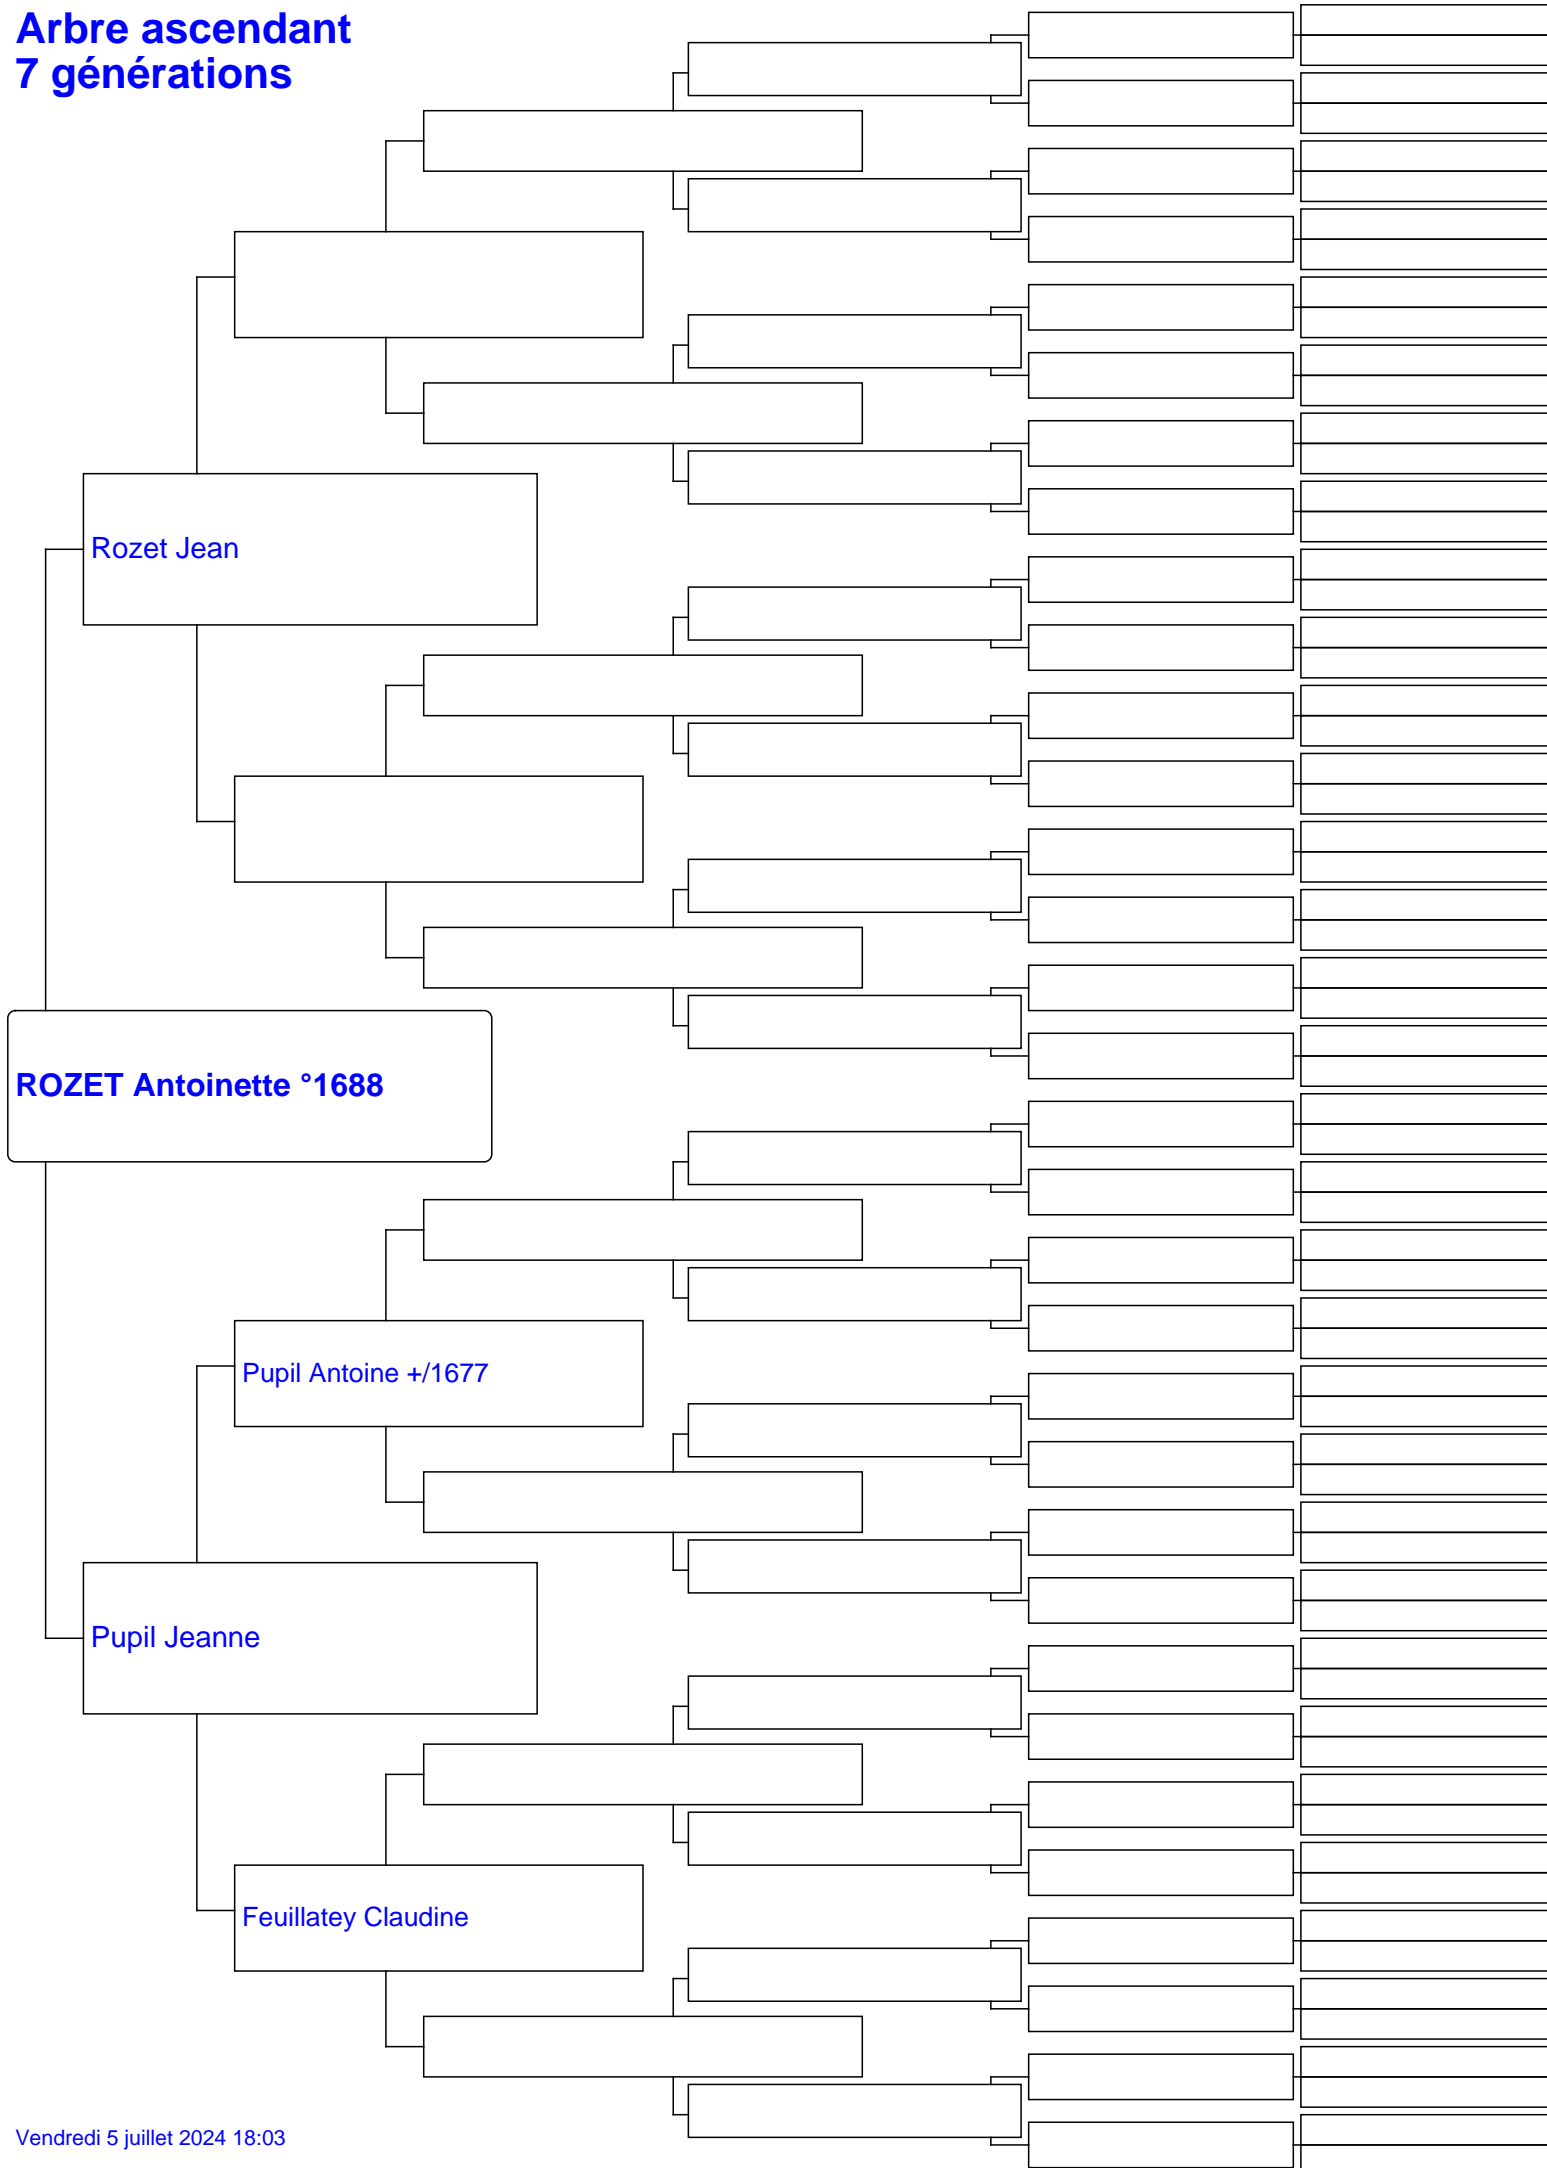 Arbre ascendant
7 générations
Rozet Jean
ROZET Antoinette °1688
Pupil Antoine +/1677
Pupil Jeanne
Feuillatey Claudine
Vendredi 5 juillet 2024 18:03